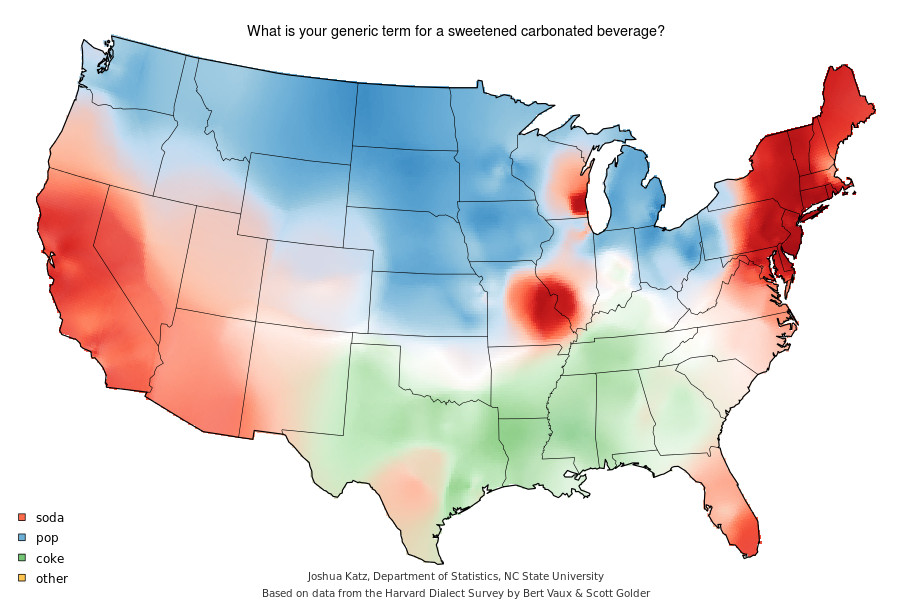 What is your generic term for a sweetened carbonated beverage?
soda
pop
coke
other
Joshua Katz, Department of Statistics, NC State University
Based on data from the Harvard Dialect Survey by Bert Vaux & Scott Golder